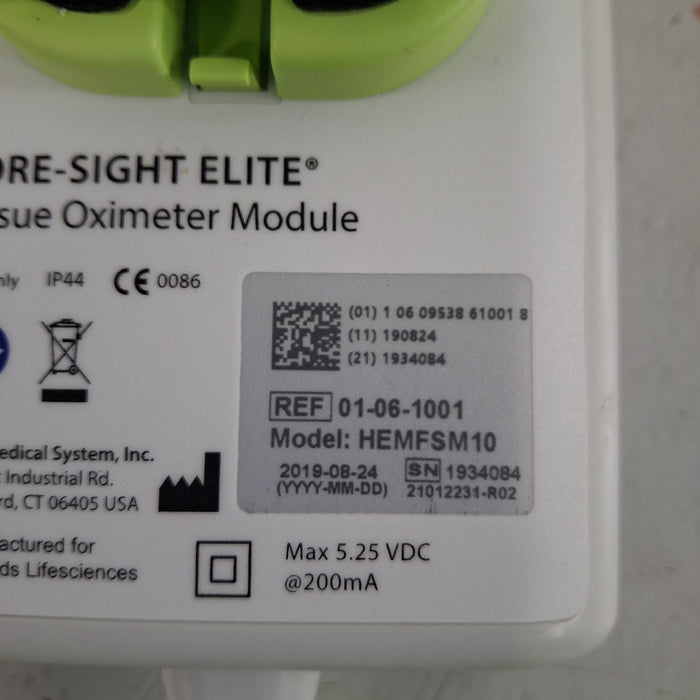 ORE-SIGHT ELITE®
sue Oximeter Module
nly IP44 CE 0086
(01) 1 06 09538 61001 8
(11) 190824
(21) 1934084
REF 01-06-1001
Model: HEMFSM10
2019-08-24 SN 1934084
(YYYY-MM-DD) 21012231-R02
edical System, Inc.
t Industrial Rd.
rd, CT 06405 USA
actured for
ds Lifesciences
Max 5.25 VDC
@200mA